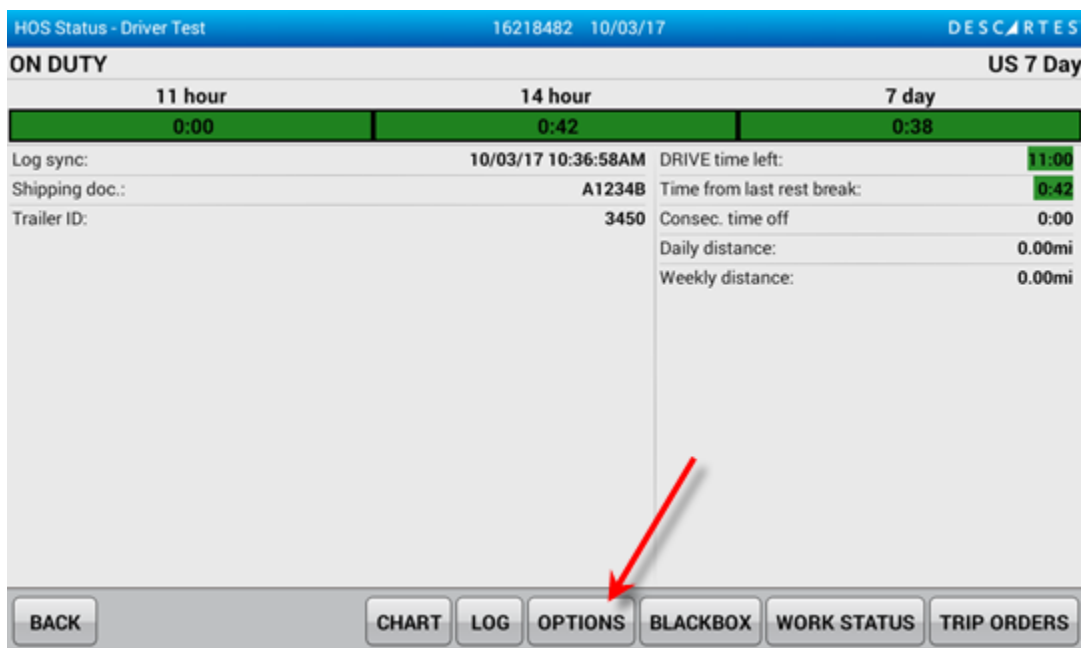 HOS Status - Driver Test 16218482 10/03/17 DESCARTES
ON DUTY US 7 Day
11 hour 14 hour 7 day
0:00 0:42 0:38
Log sync: 10/03/17 10:36:58AM DRIVE time left: 11:00
Shipping doc.: A1234B Time from last rest break: 0:42
Trailer ID: 3450 Consec. time off 0:00
Daily distance: 0.00mi
Weekly distance: 0.00mi
BACK CHART LOG OPTIONS BLACKBOX WORK STATUS TRIP ORDERS